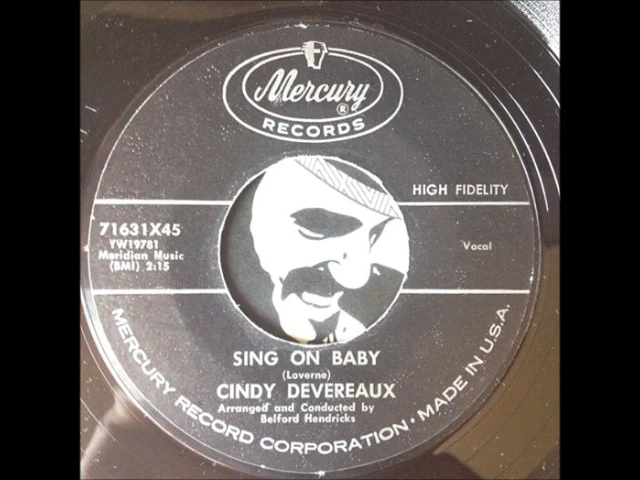 Mercury
®
RECORDS
HIGH FIDELITY
71631X45
YW19781
Meridian Music
(BMI) 2:15
Vocal
SING ON BABY
(Loverne)
CINDY DEVEREAUX
Arranged and Conducted by
Belford Hendricks
MERCURY RECORD CORPORATION • MADE IN U.S.A.